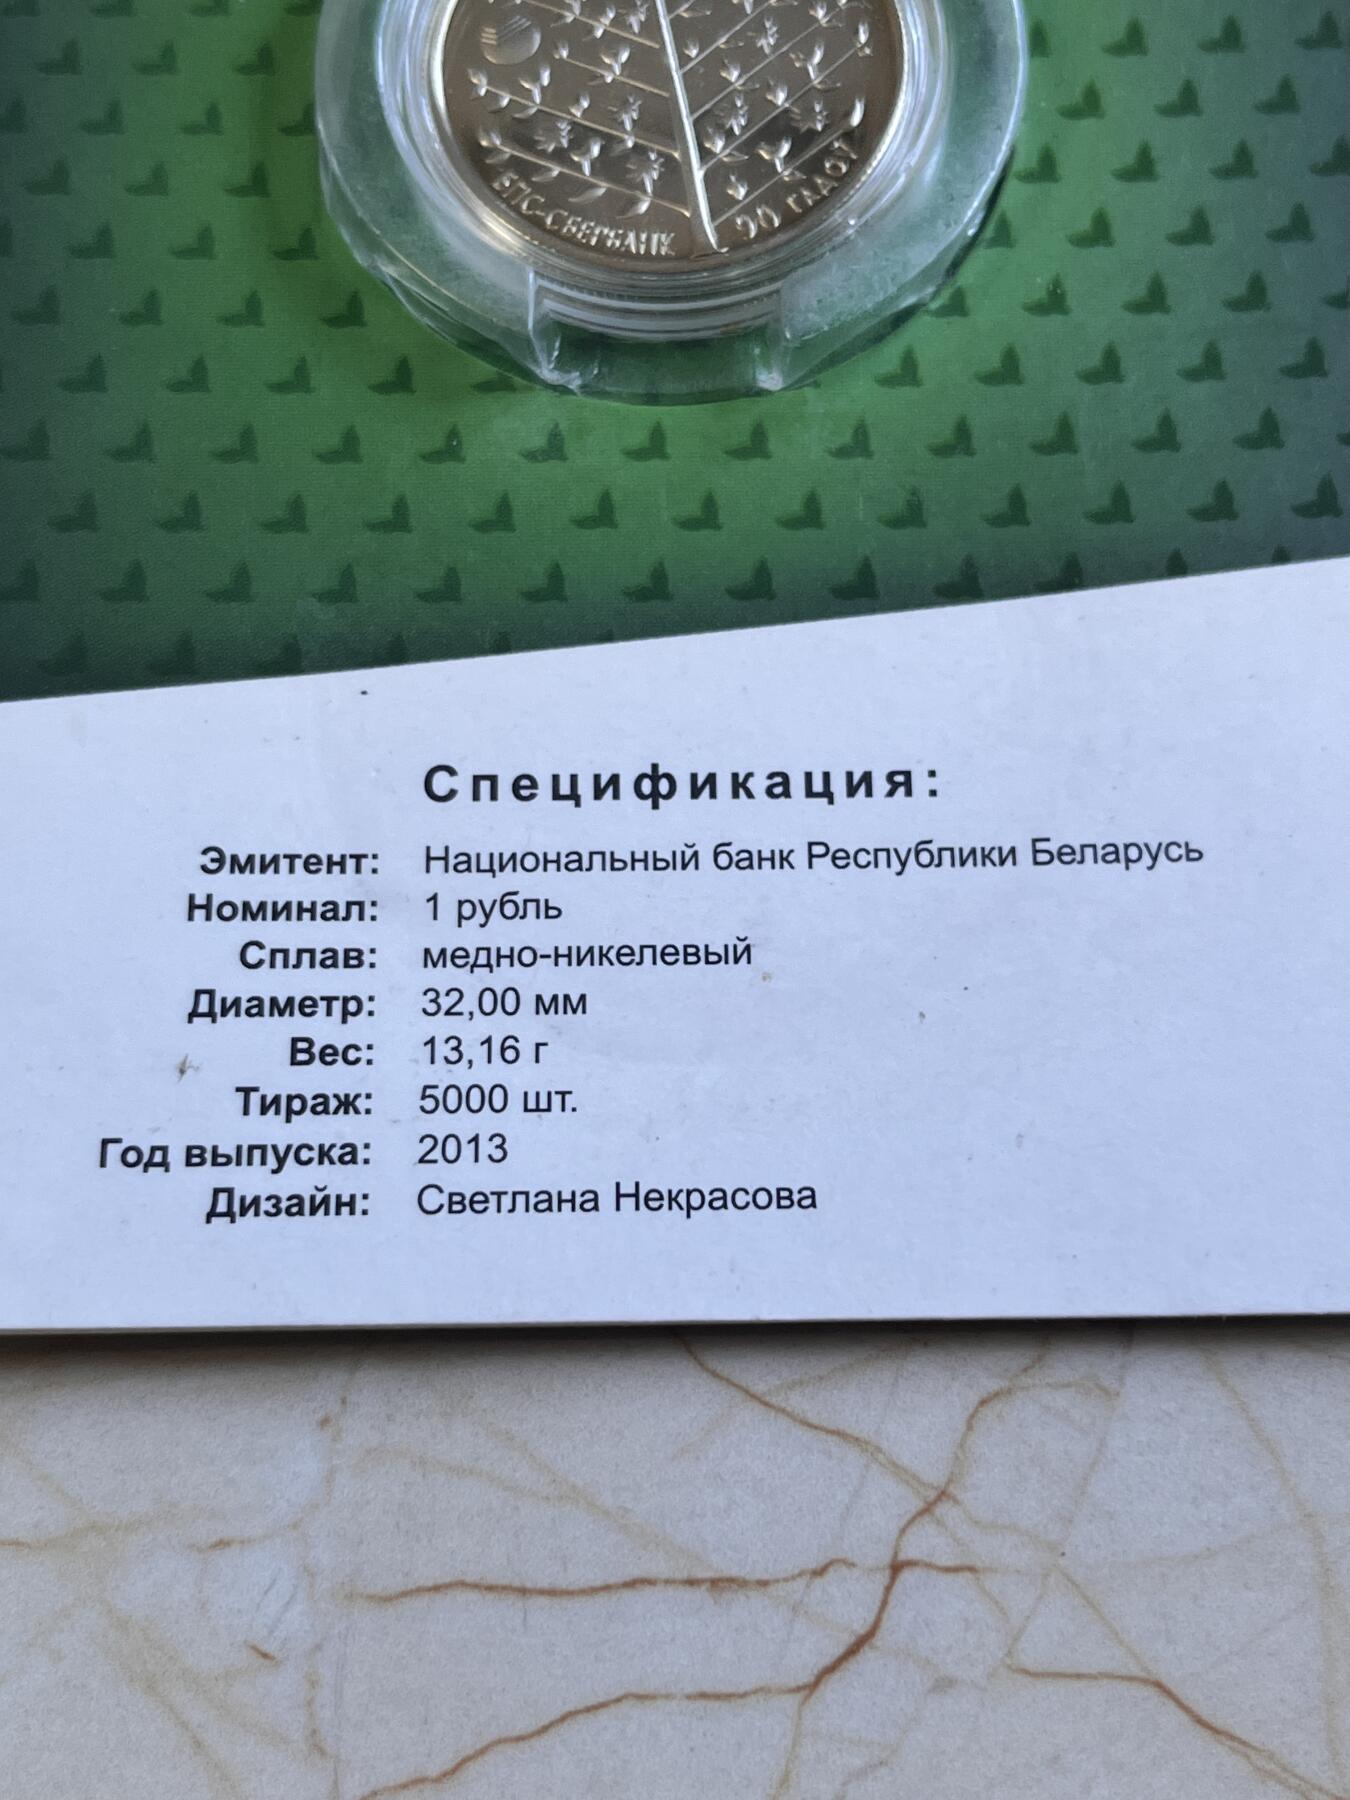 БПС-СБЕРБАНК 90 ГАДОЎ
Спецификация:
Эмитент: Национальный банк Республики Беларусь
Номинал: 1 рубль
Сплав: медно-никелевый
Диаметр: 32,00 мм
Вес: 13,16 г
Тираж: 5000 шт.
Год выпуска: 2013
Дизайн: Светлана Некрасова